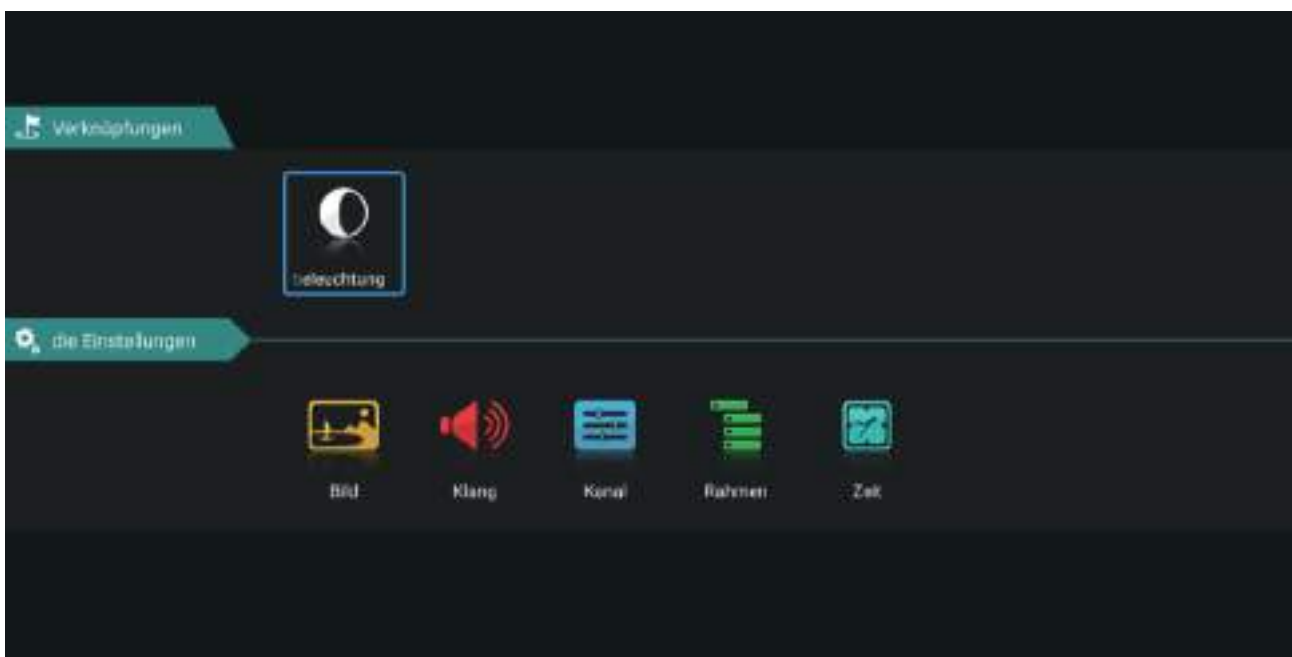 Verknüpfungen
beleuchtung
die Einstellungen
Bild
Klang
Kanal
Rahmen
Zeit